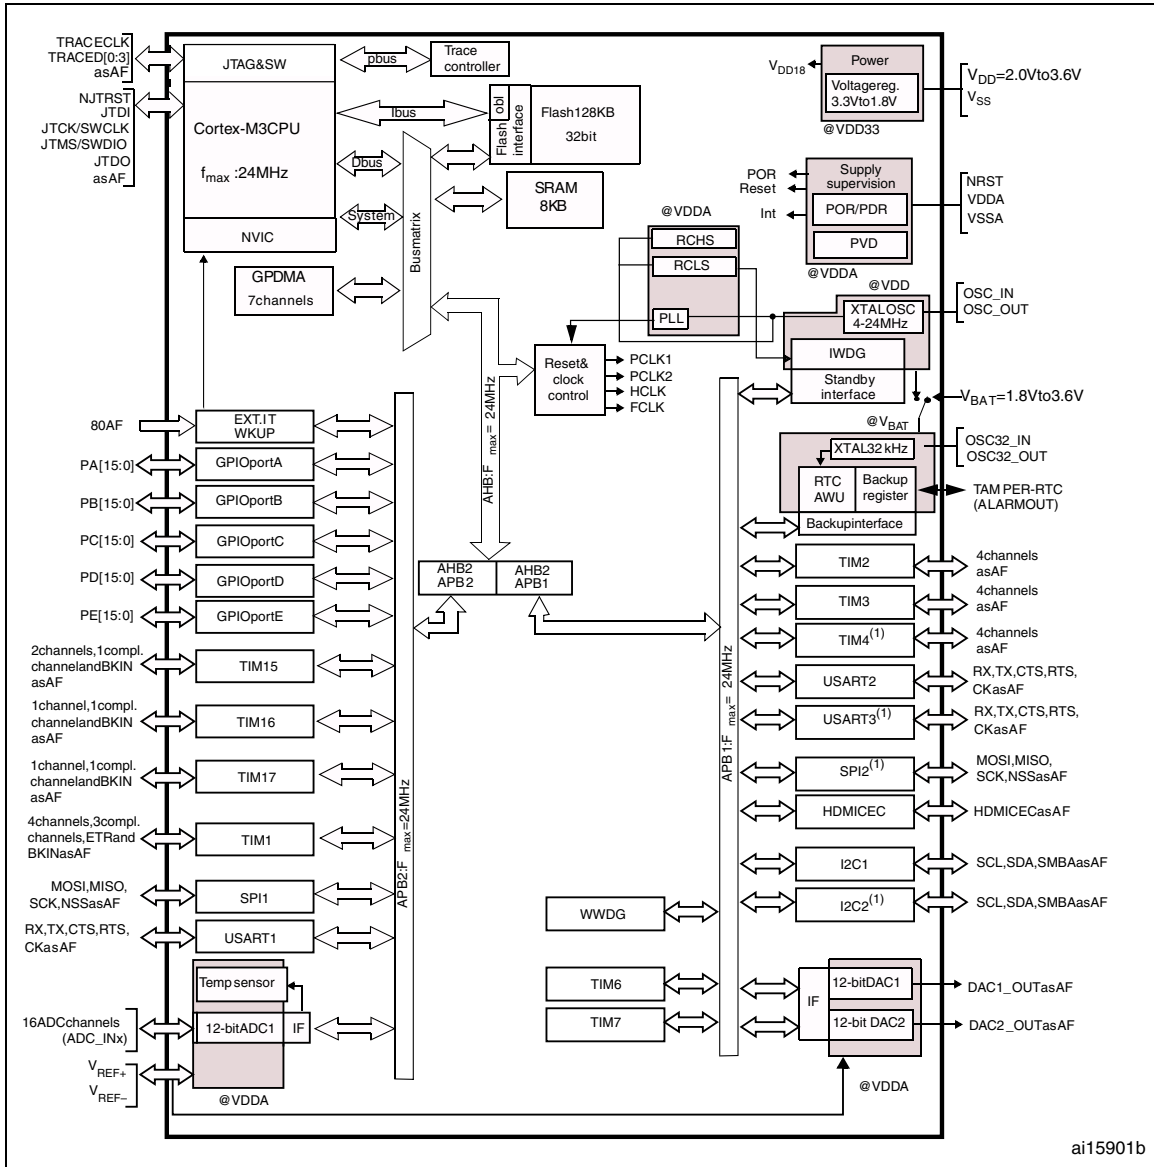 TRACECLK
TRACED[0:3]
asAF
NJTRST
JTDI
JTCK/SWCLK
JTMS/SWDIO
JTDO
asAF
JTAG&SW
pbus
Trace
controller
Cortex-M3CPU
fmax :24MHz
NVIC
Ibus
Dbus
System
Flash obl
interface
Flash128KB
32bit
SRAM
8KB
Busmatrix
GPDMA
7channels
VDD18
Power
Voltagereg.
3.3Vto1.8V
@VDD33
VDD=2.0Vto3.6V
VSS
POR
Reset
Int
Supply
supervision
POR/PDR
PVD
@VDDA
NRST
VDDA
VSSA
@VDDA
RCHS
RCLS
PLL
@VDD
XTALOSC
4-24MHz
OSC_IN
OSC_OUT
IWDG
Standby
interface
Reset&
clock
control
PCLK1
PCLK2
HCLK
FCLK
AHB:Fmax= 24MHz
VBAT=1.8Vto3.6V
@VBAT
XTAL32 kHz
OSC32_IN
OSC32_OUT
RTC
AWU
Backup
register
TAM PER-RTC
(ALARMOUT)
Backupinterface
80AF
EXT.IT
WKUP
PA[15:0]
GPIOportA
PB[15:0]
GPIOportB
PC[15:0]
GPIOportC
PD[15:0]
GPIOportD
PE[15:0]
GPIOportE
AHB2
APB2
AHB2
APB1
2channels,1compl.
channelandBKIN
asAF
TIM15
1channel,1compl.
channelandBKIN
asAF
TIM16
1channel,1compl.
channelandBKIN
asAF
TIM17
4channels,3compl.
channels,ETRand
BKINasAF
TIM1
MOSI,MISO,
SCK,NSSasAF
SPI1
RX,TX,CTS,RTS,
CKasAF
USART1
Temp sensor
16ADCchannels
(ADC_INx)
12-bitADC1
IF
VREF+
VREF–
@VDDA
APB2:Fmax=24MHz
APB1:Fmax= 24MHz
TIM2
4channels
asAF
TIM3
4channels
asAF
TIM4(1)
4channels
asAF
USART2
RX,TX,CTS,RTS,
CKasAF
USART3(1)
RX,TX,CTS,RTS,
CKasAF
SPI2(1)
MOSI,MISO,
SCK,NSSasAF
HDMICEC
HDMICECasAF
I2C1
SCL,SDA,SMBAasAF
I2C2(1)
SCL,SDA,SMBAasAF
WWDG
TIM6
TIM7
IF
12-bitDAC1
DAC1_OUTasAF
12-bit DAC2
DAC2_OUTasAF
@VDDA
ai15901b